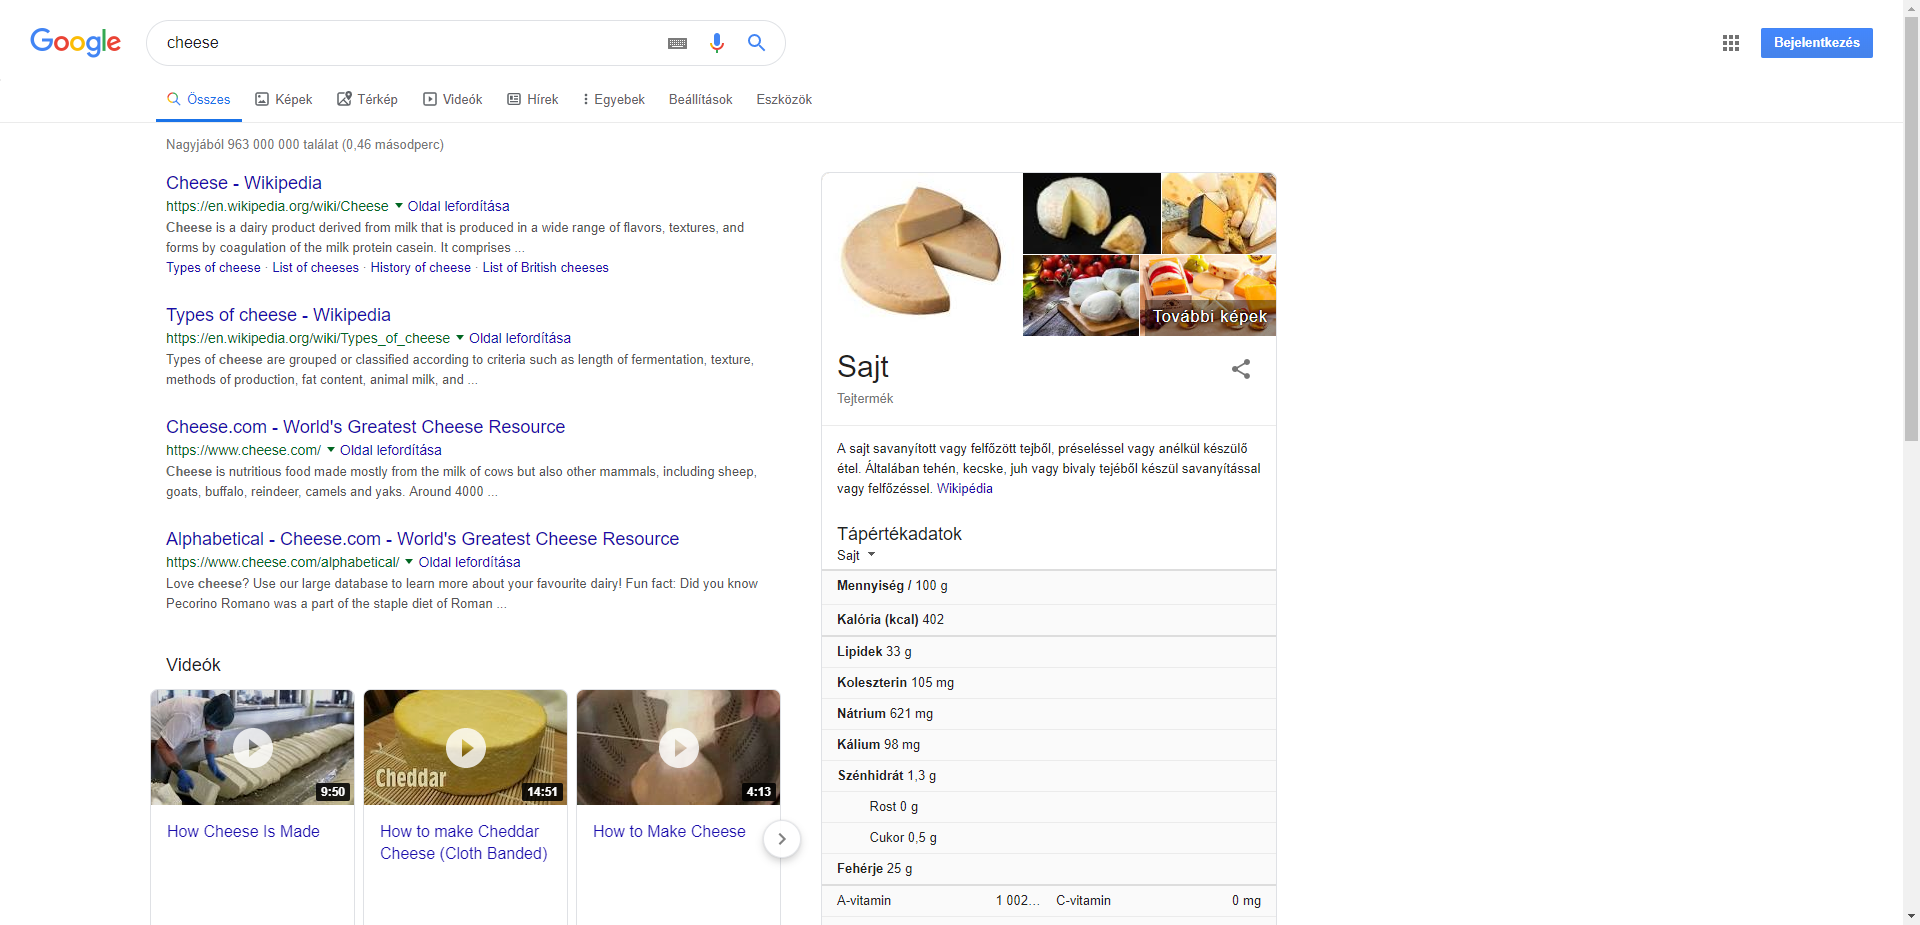 Google
cheese
Bejelentkezés
Összes
Képek
Térkép
Videók
Hírek
Egyebek
Beállítások
Eszközök
Nagyjából 963 000 000 találat (0,46 másodperc)
Cheese - Wikipedia
https://en.wikipedia.org/wiki/Cheese Oldal lefordítása
Cheese is a dairy product derived from milk that is produced in a wide range of flavors, textures, and
forms by coagulation of the milk protein casein. It comprises ...
Types of cheese · List of cheeses · History of cheese · List of British cheeses
Types of cheese - Wikipedia
https://en.wikipedia.org/wiki/Types_of_cheese Oldal lefordítása
Types of cheese are grouped or classified according to criteria such as length of fermentation, texture,
methods of production, fat content, animal milk, and ...
Cheese.com - World's Greatest Cheese Resource
https://www.cheese.com/ Oldal lefordítása
Cheese is nutritious food made mostly from the milk of cows but also other mammals, including sheep,
goats, buffalo, reindeer, camels and yaks. Around 4000 ...
Alphabetical - Cheese.com - World's Greatest Cheese Resource
https://www.cheese.com/alphabetical/ Oldal lefordítása
Love cheese? Use our large database to learn more about your favourite dairy! Fun fact: Did you know
Pecorino Romano was a part of the staple diet of Roman ...
Videók
9:50
How Cheese Is Made
Cheddar
14:51
How to make Cheddar
Cheese (Cloth Banded)
4:13
How to Make Cheese
További képek
Sajt
Tejtermék
A sajt savanyított vagy felfőzött tejből, préseléssel vagy anélkül készülő
étel. Általában tehén, kecske, juh vagy bivaly tejéből készül savanyítással
vagy felfőzéssel. Wikipédia
Tápértékadatok
Sajt
Mennyiség / 100 g
Kalória (kcal) 402
Lipidek 33 g
Koleszterin 105 mg
Nátrium 621 mg
Kálium 98 mg
Szénhidrát 1,3 g
Rost 0 g
Cukor 0,5 g
Fehérje 25 g
A-vitamin 1 002... C-vitamin 0 mg